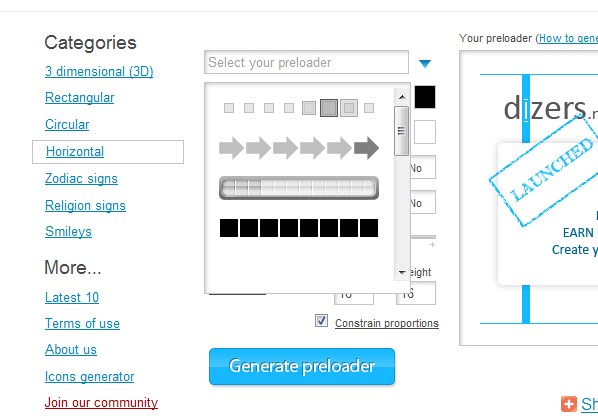 Categories
3 dimensional (3D)
Rectangular
Circular
Horizontal
Zodiac signs
Religion signs
Smileys
More...
Latest 10
Terms of use
About us
Icons generator
Join our community
Select your preloader
No
No
eight
16
16
Constrain proportions
Generate preloader
Your preloader (How to gene
dizers.
LAUNCHED
EARN
Create y
Sh